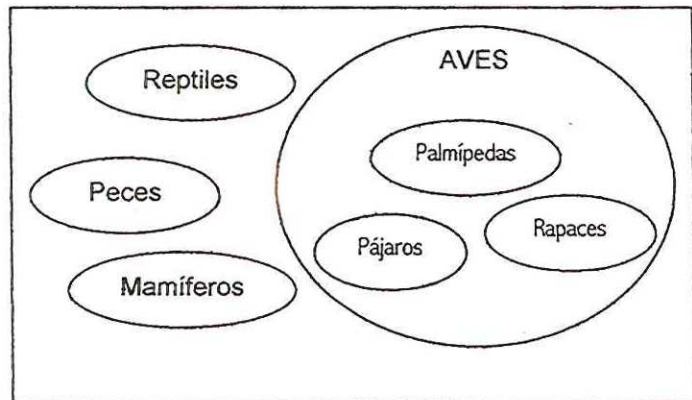 AVES
Reptiles
Palmípedas
Peces
Rapaces
Pájaros
Mamíferos